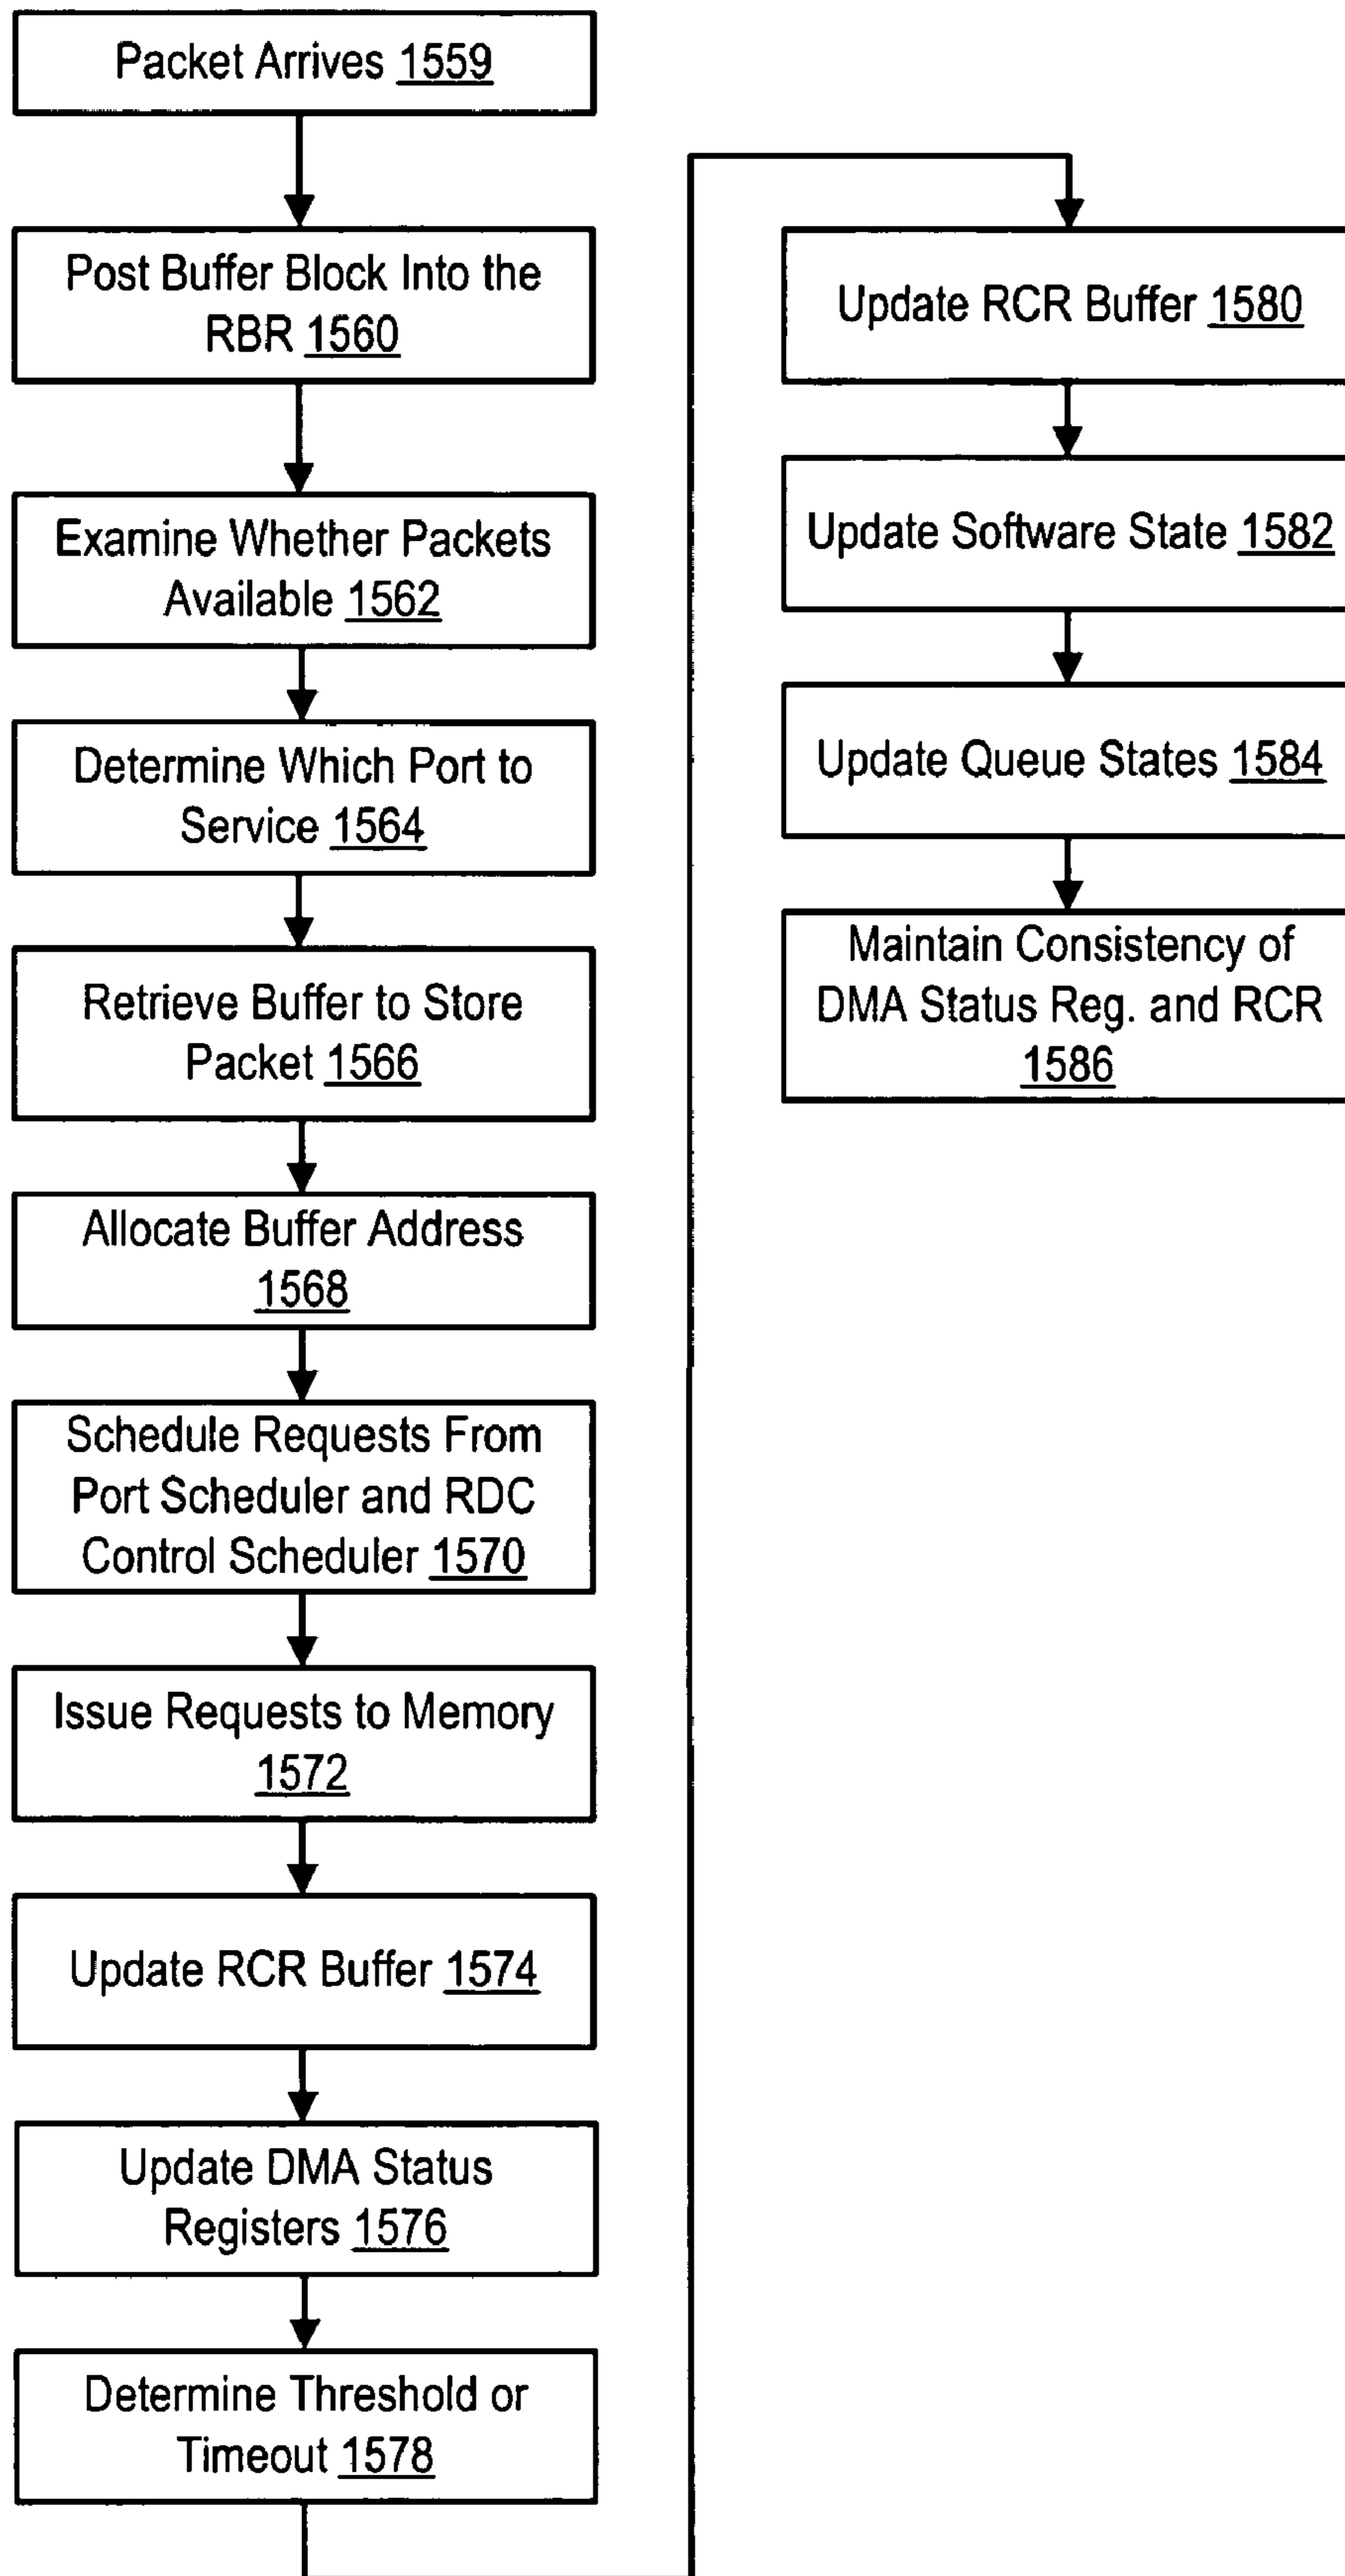 Packet Arrives 1559
Post Buffer Block Into the
RBR 1560
Examine Whether Packets
Available 1562
Determine Which Port to
Service 1564
Retrieve Buffer to Store
Packet 1566
Allocate Buffer Address
1568
Schedule Requests From
Port Scheduler and RDC
Control Scheduler 1570
Issue Requests to Memory
1572
Update RCR Buffer 1574
Update DMA Status
Registers 1576
Determine Threshold or
Timeout 1578
Update RCR Buffer 1580
Update Software State 1582
Update Queue States 1584
Maintain Consistency of
DMA Status Reg. and RCR
1586